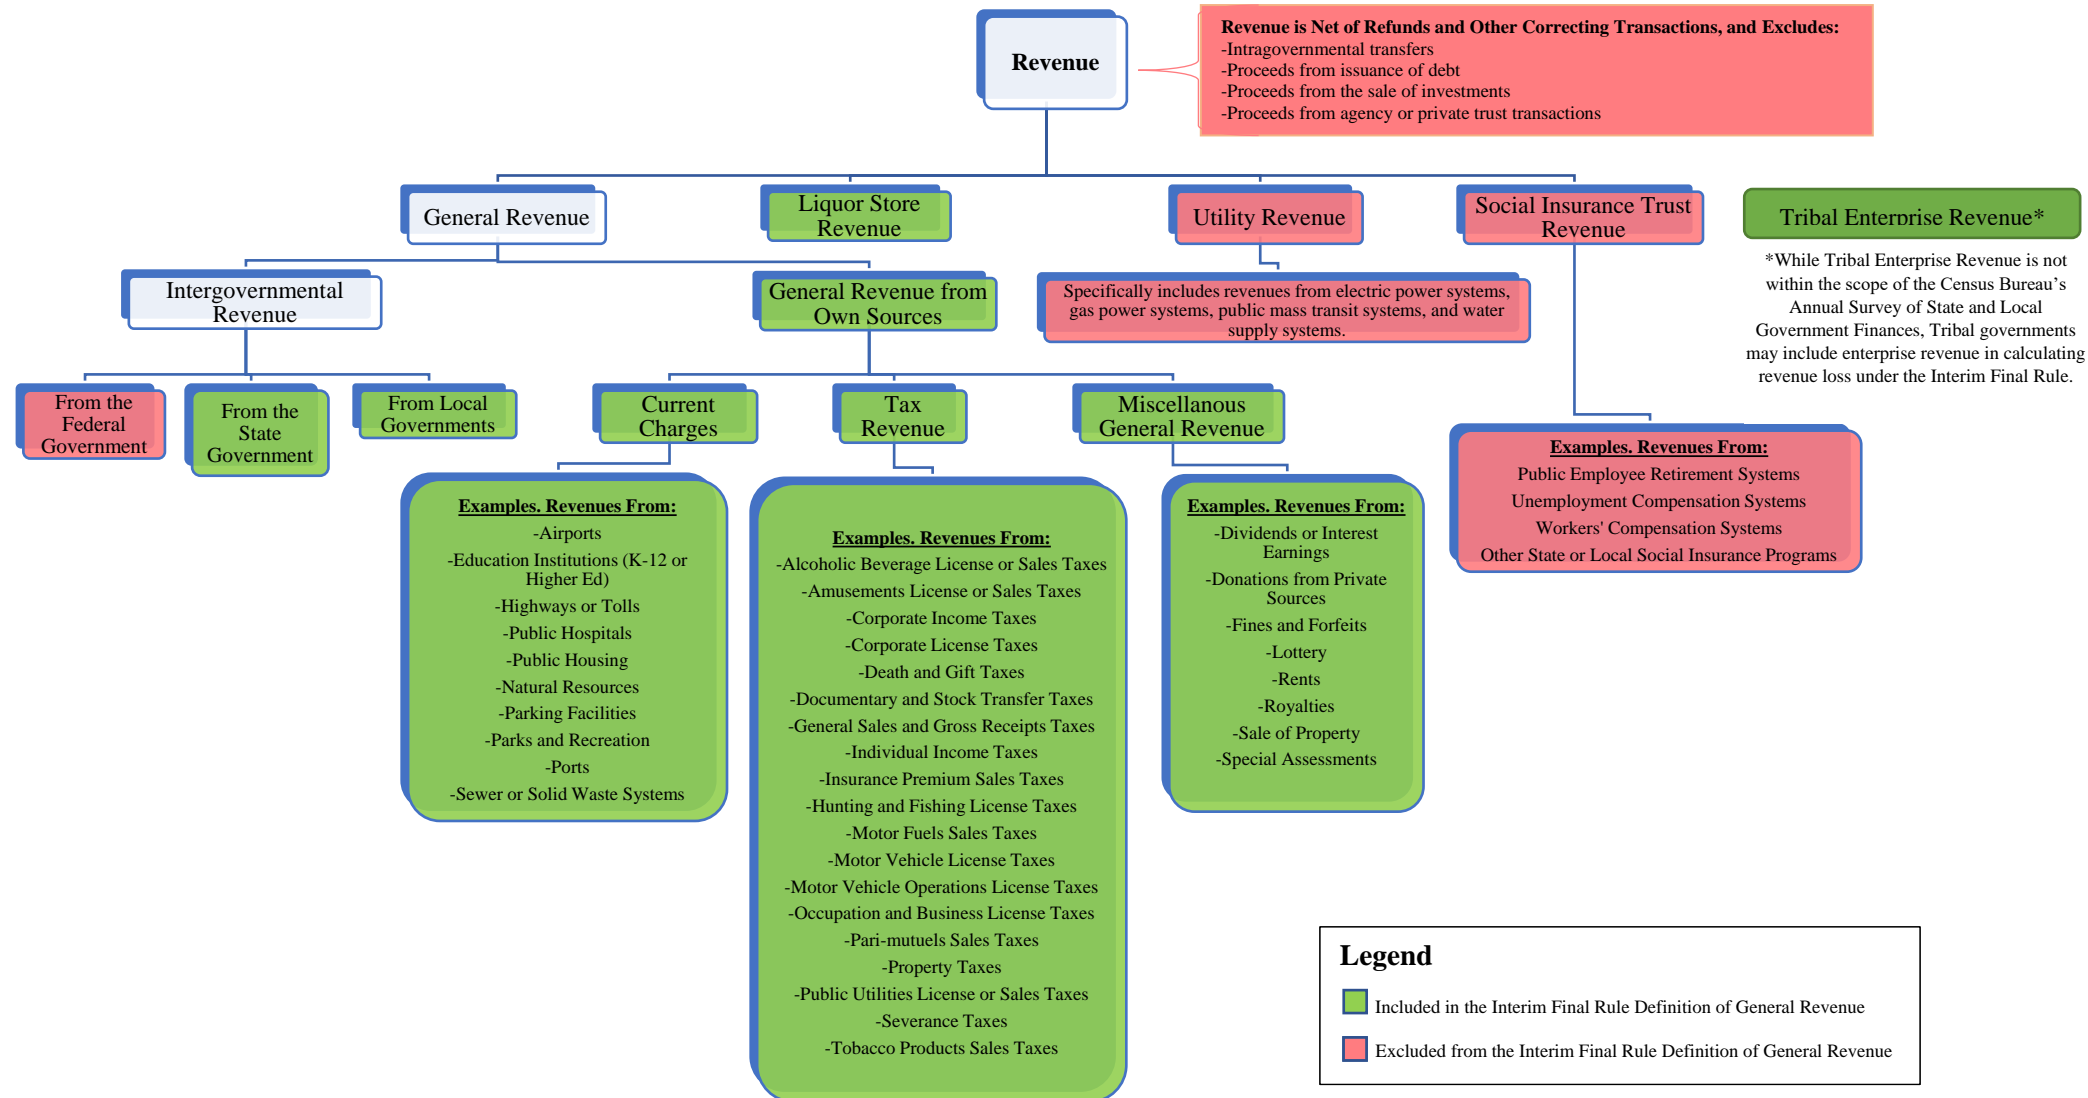 Revenue
Revenue is Net of Refunds and Other Correcting Transactions, and Excludes:
-Intragovernmental transfers
-Proceeds from issuance of debt
-Proceeds from the sale of investments
-Proceeds from agency or private trust transactions
General Revenue
Liquor Store
Revenue
Utility Revenue
Social Insurance Trust
Revenue
Tribal Enterprise Revenue*
*While Tribal Enterprise Revenue is not
within the scope of the Census Bureau's
Annual Survey of State and Local
Government Finances, Tribal governments
may include enterprise revenue in calculating
revenue loss under the Interim Final Rule.
Intergovernmental
Revenue
General Revenue from
Own Sources
Specifically includes revenues from electric power systems,
gas power systems, public mass transit systems, and water
supply systems.
From the
Federal
Government
From the
State
Government
From Local
Governments
Current
Charges
Tax
Revenue
Miscellanous
General Revenue
Examples. Revenues From:
-Airports
-Education Institutions (K-12 or
Higher Ed)
-Highways or Tolls
-Public Hospitals
-Public Housing
-Natural Resources
-Parking Facilities
-Parks and Recreation
-Ports
-Sewer or Solid Waste Systems
Examples. Revenues From:
-Alcoholic Beverage License or Sales Taxes
-Amusements License or Sales Taxes
-Corporate Income Taxes
-Corporate License Taxes
-Death and Gift Taxes
-Documentary and Stock Transfer Taxes
-General Sales and Gross Receipts Taxes
-Individual Income Taxes
-Insurance Premium Sales Taxes
-Hunting and Fishing License Taxes
-Motor Fuels Sales Taxes
-Motor Vehicle License Taxes
-Motor Vehicle Operations License Taxes
-Occupation and Business License Taxes
-Pari-mutuels Sales Taxes
-Property Taxes
-Public Utilities License or Sales Taxes
-Severance Taxes
-Tobacco Products Sales Taxes
Examples. Revenues From:
-Dividends or Interest
Earnings
-Donations from Private
Sources
-Fines and Forfeits
-Lottery
-Rents
-Royalties
-Sale of Property
-Special Assessments
Examples. Revenues From:
Public Employee Retirement Systems
Unemployment Compensation Systems
Workers' Compensation Systems
Other State or Local Social Insurance Programs
Legend
Included in the Interim Final Rule Definition of General Revenue
Excluded from the Interim Final Rule Definition of General Revenue